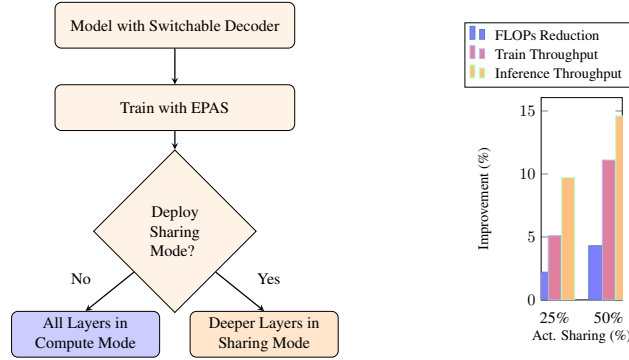 Model with Switchable Decoder
Train with EPAS
Deploy
Sharing
Mode?
No
Yes
All Layers in
Compute Mode
Deeper Layers in
Sharing Mode
FLOPs Reduction
Train Throughput
Inference Throughput
Improvement (%)
15
10
5
0
25%
50%
Act. Sharing (%)